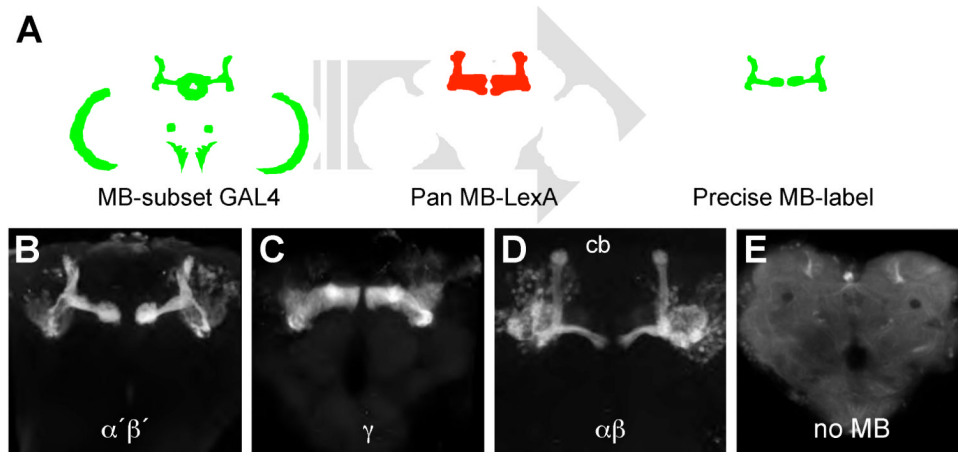 A
MB-subset GAL4
Pan MB-LexA
Precise MB-label
B
α´β´
C
γ
D
cb
αβ
E
no MB